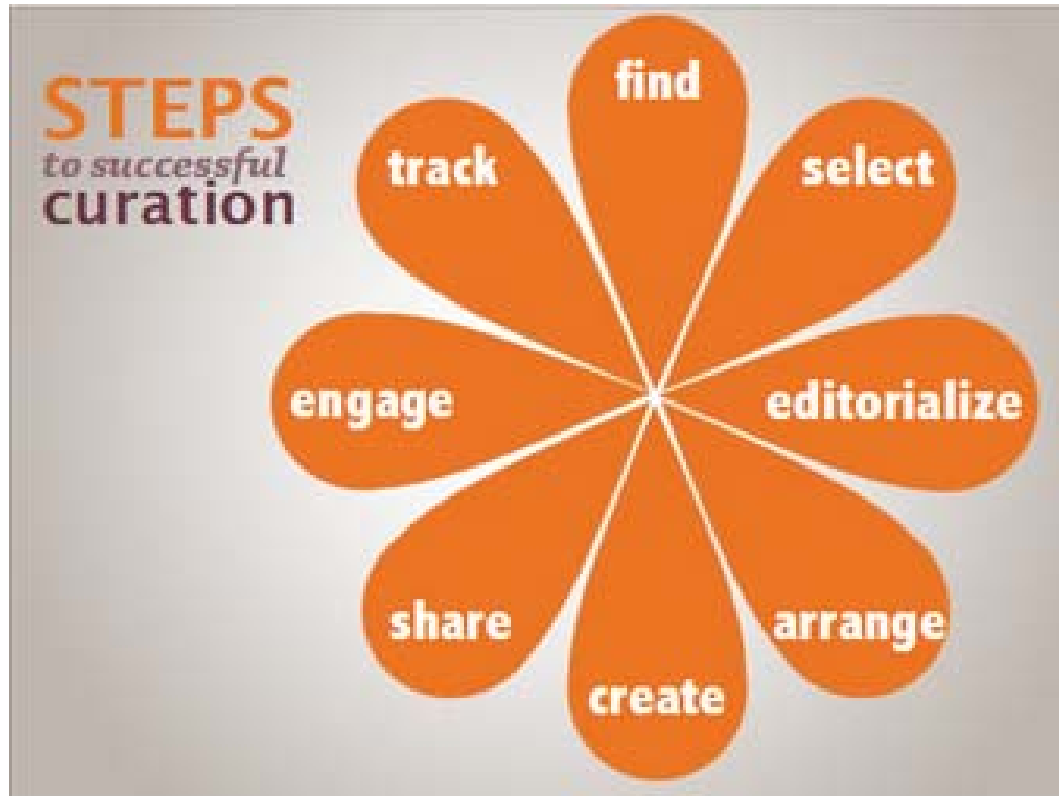 STEPS
to successful
curation
find
select
editorialize
arrange
create
share
engage
track